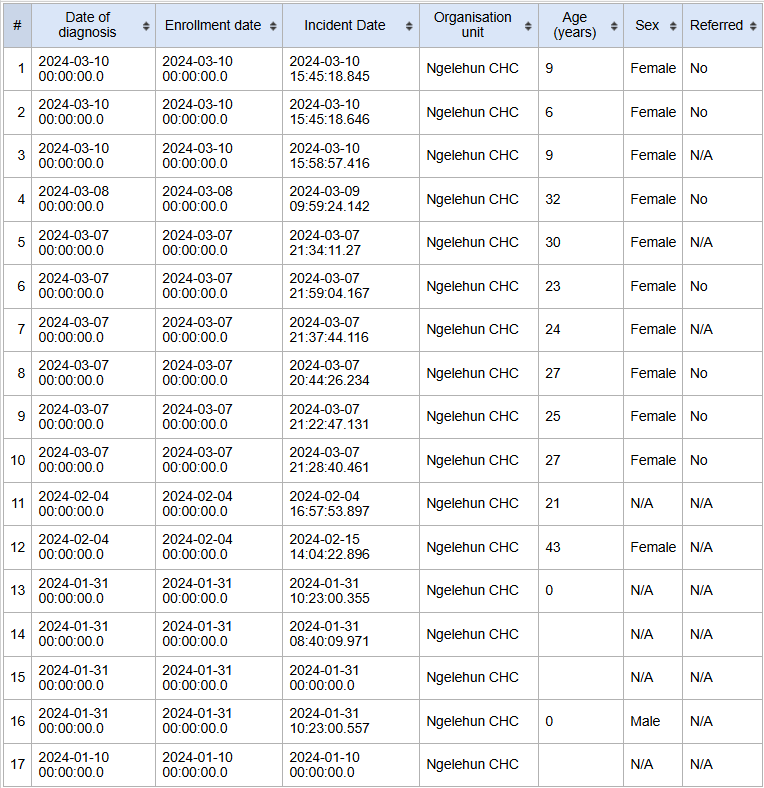 # Date of diagnosis Enrollment date Incident Date Organisation unit Age (years) Sex Referred
1 2024-03-10 00:00:00.0 2024-03-10 00:00:00.0 2024-03-10 15:45:18.845 Ngelehun CHC 9 Female No
2 2024-03-10 00:00:00.0 2024-03-10 00:00:00.0 2024-03-10 15:45:18.646 Ngelehun CHC 6 Female No
3 2024-03-10 00:00:00.0 2024-03-10 00:00:00.0 2024-03-10 15:58:57.416 Ngelehun CHC 9 Female N/A
4 2024-03-08 00:00:00.0 2024-03-08 00:00:00.0 2024-03-09 09:59:24.142 Ngelehun CHC 32 Female No
5 2024-03-07 00:00:00.0 2024-03-07 00:00:00.0 2024-03-07 21:34:11.27 Ngelehun CHC 30 Female N/A
6 2024-03-07 00:00:00.0 2024-03-07 00:00:00.0 2024-03-07 21:59:04.167 Ngelehun CHC 23 Female No
7 2024-03-07 00:00:00.0 2024-03-07 00:00:00.0 2024-03-07 21:37:44.116 Ngelehun CHC 24 Female N/A
8 2024-03-07 00:00:00.0 2024-03-07 00:00:00.0 2024-03-07 20:44:26.234 Ngelehun CHC 27 Female No
9 2024-03-07 00:00:00.0 2024-03-07 00:00:00.0 2024-03-07 21:22:47.131 Ngelehun CHC 25 Female No
10 2024-03-07 00:00:00.0 2024-03-07 00:00:00.0 2024-03-07 21:28:40.461 Ngelehun CHC 27 Female No
11 2024-02-04 00:00:00.0 2024-02-04 00:00:00.0 2024-02-04 16:57:53.897 Ngelehun CHC 21 N/A N/A
12 2024-02-04 00:00:00.0 2024-02-04 00:00:00.0 2024-02-15 14:04:22.896 Ngelehun CHC 43 Female N/A
13 2024-01-31 00:00:00.0 2024-01-31 00:00:00.0 2024-01-31 10:23:00.355 Ngelehun CHC 0 N/A N/A
14 2024-01-31 00:00:00.0 2024-01-31 00:00:00.0 2024-01-31 08:40:09.971 Ngelehun CHC N/A N/A
15 2024-01-31 00:00:00.0 2024-01-31 00:00:00.0 2024-01-31 00:00:00.0 Ngelehun CHC N/A N/A
16 2024-01-31 00:00:00.0 2024-01-31 00:00:00.0 2024-01-31 10:23:00.557 Ngelehun CHC 0 Male N/A
17 2024-01-10 00:00:00.0 2024-01-10 00:00:00.0 2024-01-10 00:00:00.0 Ngelehun CHC N/A N/A